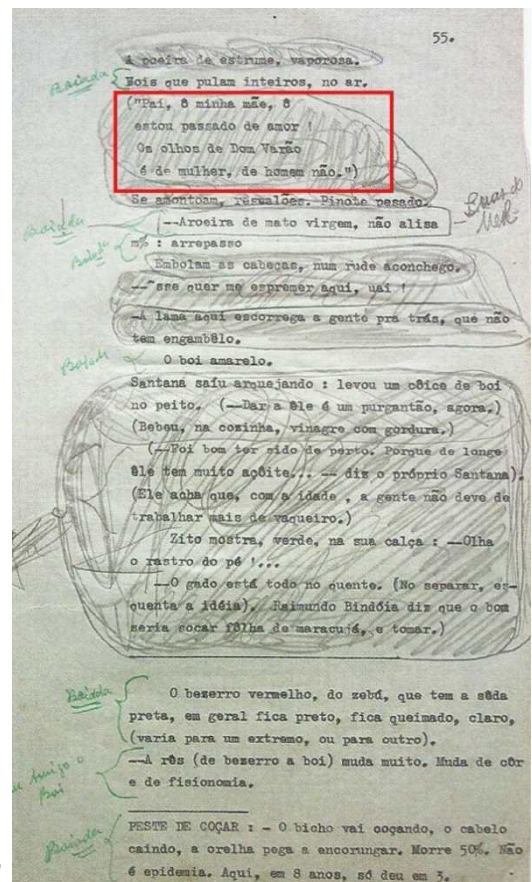 55.
A poeira de estrume, vaporosa.
Boiada
Bois que pulam inteiros, no ar.
("Pai, ô minha mãe, ô
estou passado de amor !
Os olhos de Dom Varão
é de mulher, de homem não.")
Se amontoam, resvalões. Pinote pesado.
Boiada
(--Aroeira de mato virgem, não alisa
m% : arrepasso
Embolam as cabeças, num rude aconchego.
sse quer me espremer aqui, uai !
-A lama aqui escorrega a gente pra trás, que não
tem engambêlo.
Boiada
O boi amarelo.
Santana saíu arquejando : levou um côice de boi
no peito. (--Dar a êle é um purgantão, agora.)
(Bebeu, na cozinha, vinagre com gordura.)
(--Foi bom ter sido de perto. Porque de longe
êle tem muito açôite... -- diz o próprio Santana).
(Ele acha que, com a idade , a gente não deve de
trabalhar mais de vaqueiro.)
Zito mostra, verde, na sua calça : --Olha
o rastro do pé !...
--O gado está todo no quente. (No separar, es-
quenta a idéia). Raimundo Bindóia diz que o bom
seria socar fôlha de maracujá, e tomar.)
Boiada
O bezerro vermelho, do zebú, que tem a sêda
preta, em geral fica preto, fica queimado, claro,
(varia para um extremo, ou para outro).
--A rês (de bezerro a boi) muda muito. Muda de côr
e de fisionomia.
amigo o
Boi
Boiada
PESTE DE COÇAR : - O bicho vai coçando, o cabelo
caindo, a orelha pega a encorungar. Morre 50%. Não
é epidemia. Aqui, em 8 anos, só deu em 3.